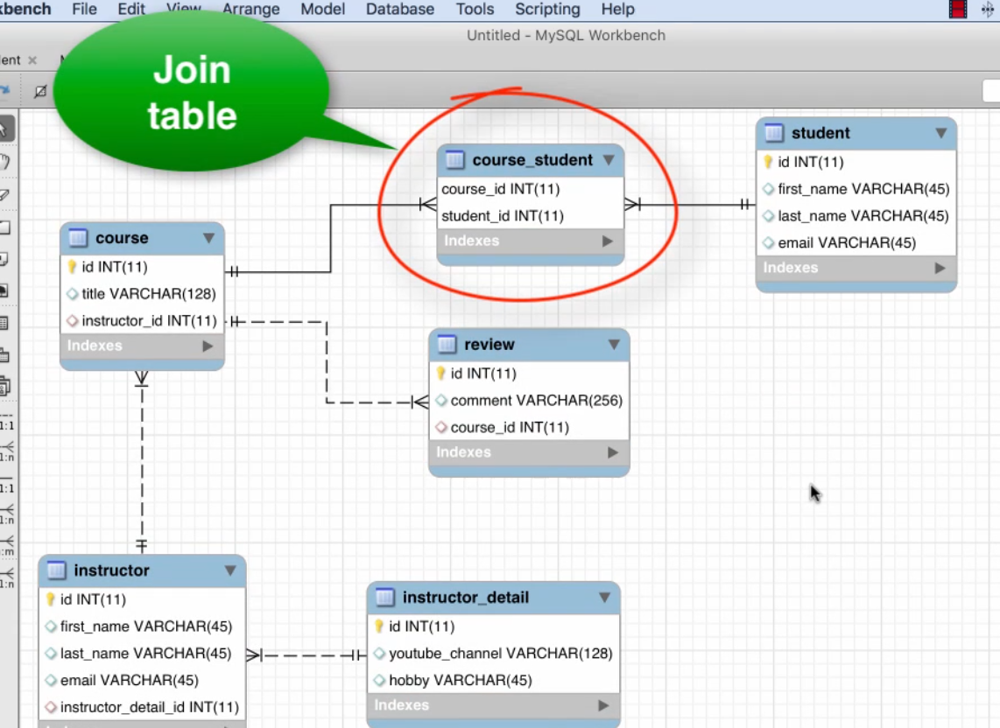 kbench File Edit View Arrange Model Database Tools Scripting Help
Untitled - MySQL Workbench
Join
table
course_student
course_id INT(11)
student_id INT(11)
Indexes
student
id INT(11)
first_name VARCHAR(45)
last_name VARCHAR(45)
email VARCHAR(45)
Indexes
course
id INT(11)
title VARCHAR(128)
instructor_id INT(11)
Indexes
review
id INT(11)
comment VARCHAR(256)
course_id INT(11)
Indexes
1:1
1:n
1:1
1:n
:m
1:n
instructor
id INT(11)
first_name VARCHAR(45)
last_name VARCHAR(45)
email VARCHAR(45)
instructor_detail_id INT(11)
instructor_detail
id INT(11)
youtube_channel VARCHAR(128)
hobby VARCHAR(45)
Indexes